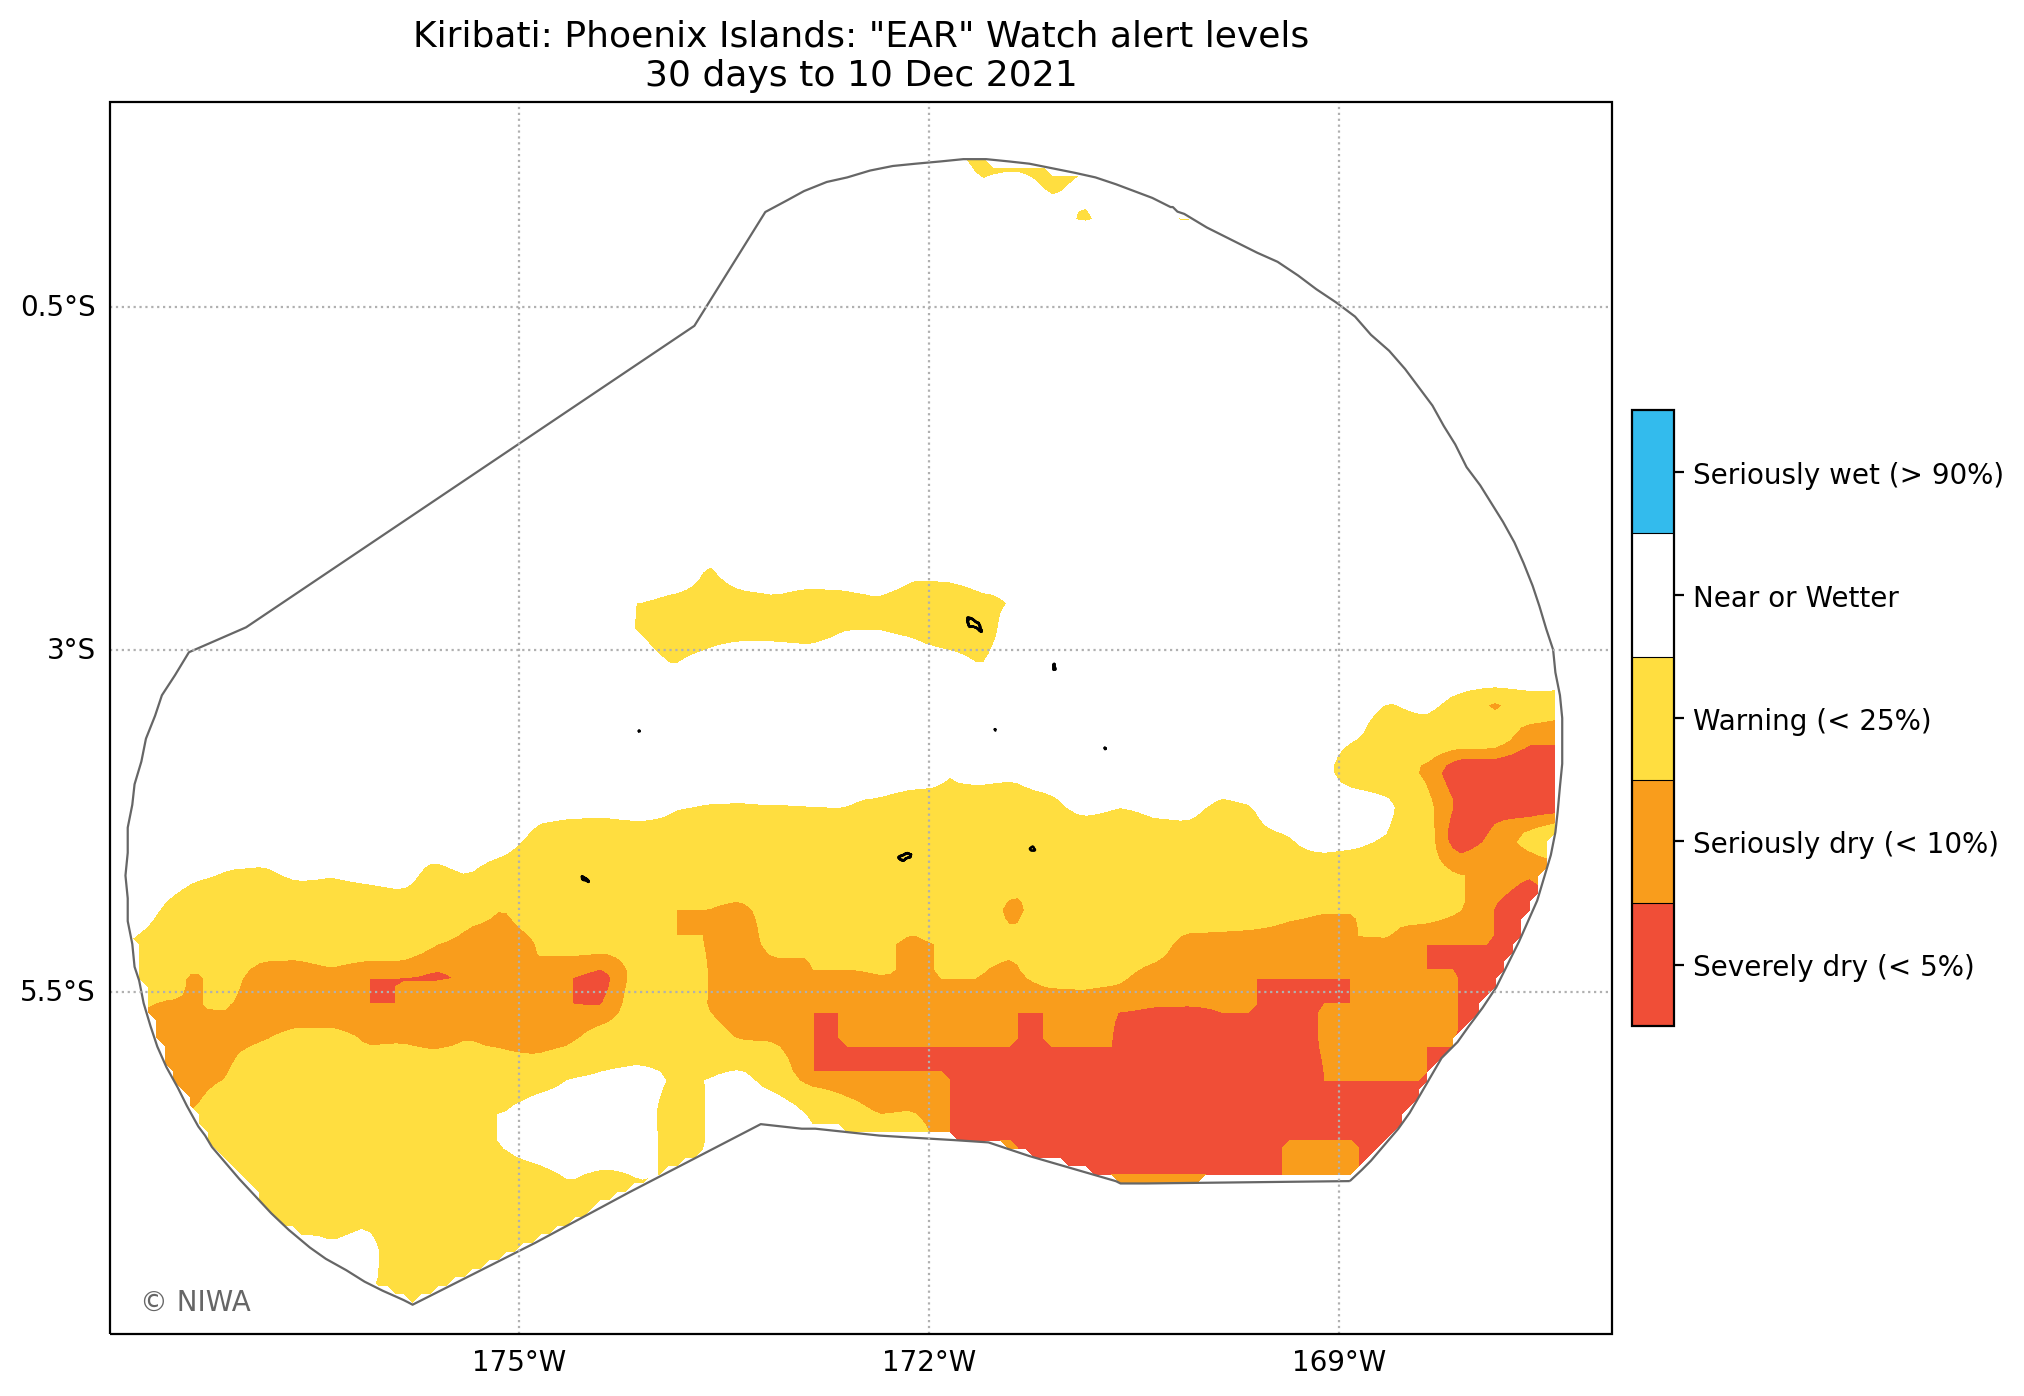 Kiribati: Phoenix Islands: "EAR" Watch alert levels
30 days to 10 Dec 2021
0.5°S
3°S
5.5°S
175°W
172°W
169°W
Seriously wet (> 90%)
Near or Wetter
Warning (< 25%)
Seriously dry (< 10%)
Severely dry (< 5%)
© NIWA